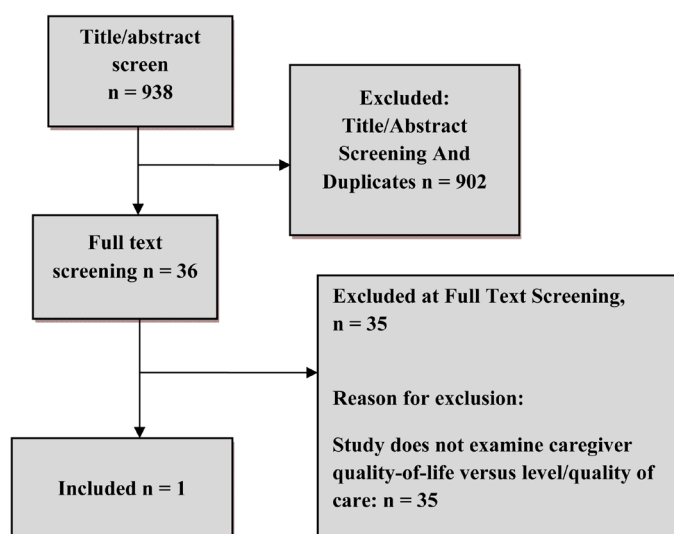 Title/abstract
screen
n = 938
Excluded:
Title/Abstract
Screening And
Duplicates n = 902
Full text
screening n = 36
Excluded at Full Text Screening,
n = 35
Reason for exclusion:
Study does not examine caregiver
quality-of-life versus level/quality of
care: n = 35
Included n = 1